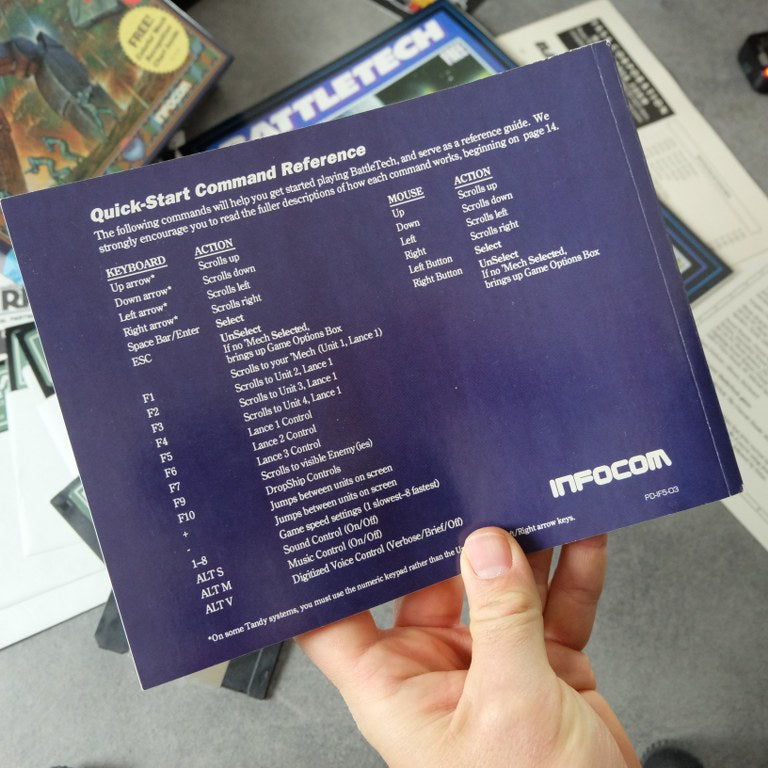 FREE!
INFOCOM
BATTLETECH
Quick-Start Command Reference
The following commands will help you get started playing BattleTech, and serve as a reference guide. We
strongly encourage you to read the fuller descriptions of how each command works, beginning on page 14.
KEYBOARD ACTION
Up arrow* Scrolls up
Down arrow* Scrolls down
Left arrow* Scrolls left
Right arrow* Scrolls right
Space Bar/Enter Select
ESC UnSelect
If no 'Mech Selected,
brings up Game Options Box
F1 Scrolls to your 'Mech (Unit 1, Lance 1)
F2 Scrolls to Unit 2, Lance 1
F3 Scrolls to Unit 3, Lance 1
F4 Scrolls to Unit 4, Lance 1
F5 Lance 1 Control
F6 Lance 2 Control
F7 Lance 3 Control
F9 Scrolls to visible Enemy(ies)
F10 DropShip Controls
+ Jumps between units on screen
- Jumps between units on screen
1-8 Game speed settings (1 slowest-8 fastest)
ALT S Sound Control (On/Off)
ALT M Music Control (On/Off)
ALT V Digitized Voice Control (Verbose/Brief/Off)
MOUSE ACTION
Up Scrolls up
Down Scrolls down
Left Scrolls left
Right Scrolls right
Left Button Select
Right Button UnSelect
If no 'Mech Selected,
brings up Game Options Box
*On some Tandy systems, you must use the numeric keypad rather than the /Right arrow keys.
INFOCOM
PD-IF5-03